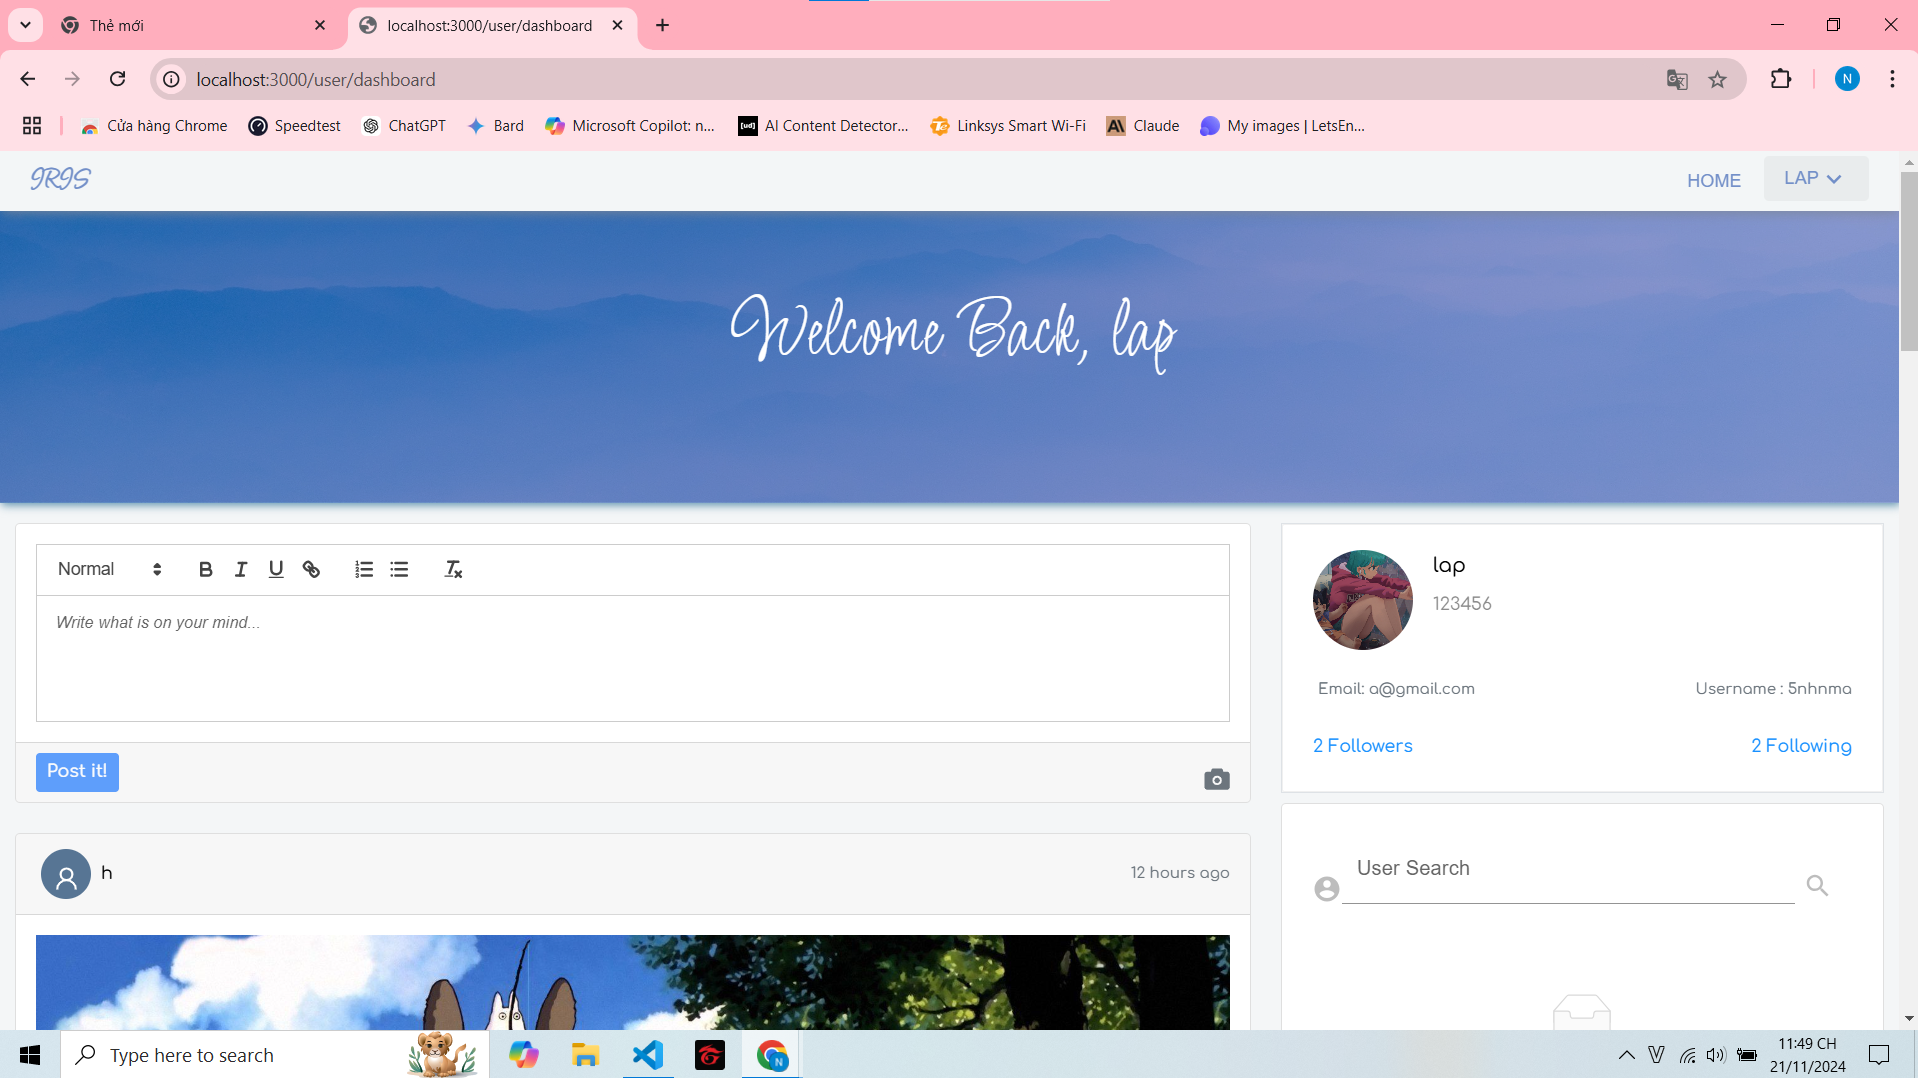 Thẻ mới
localhost:3000/user/dashboard
localhost:3000/user/dashboard
N
Cửa hàng Chrome
Speedtest
ChatGPT
Bard
Microsoft Copilot: n...
[ud]
AI Content Detector...
Linksys Smart Wi-Fi
Claude
My images | LetsEn...
IRIS
HOME
LAP
Welcome Back, lap
Normal
Write what is on your mind...
Post it!
lap
123456
Email: a@gmail.com
Username : 5nhnma
2 Followers
2 Following
h
12 hours ago
User Search
Type here to search
N
11:49 CH
21/11/2024